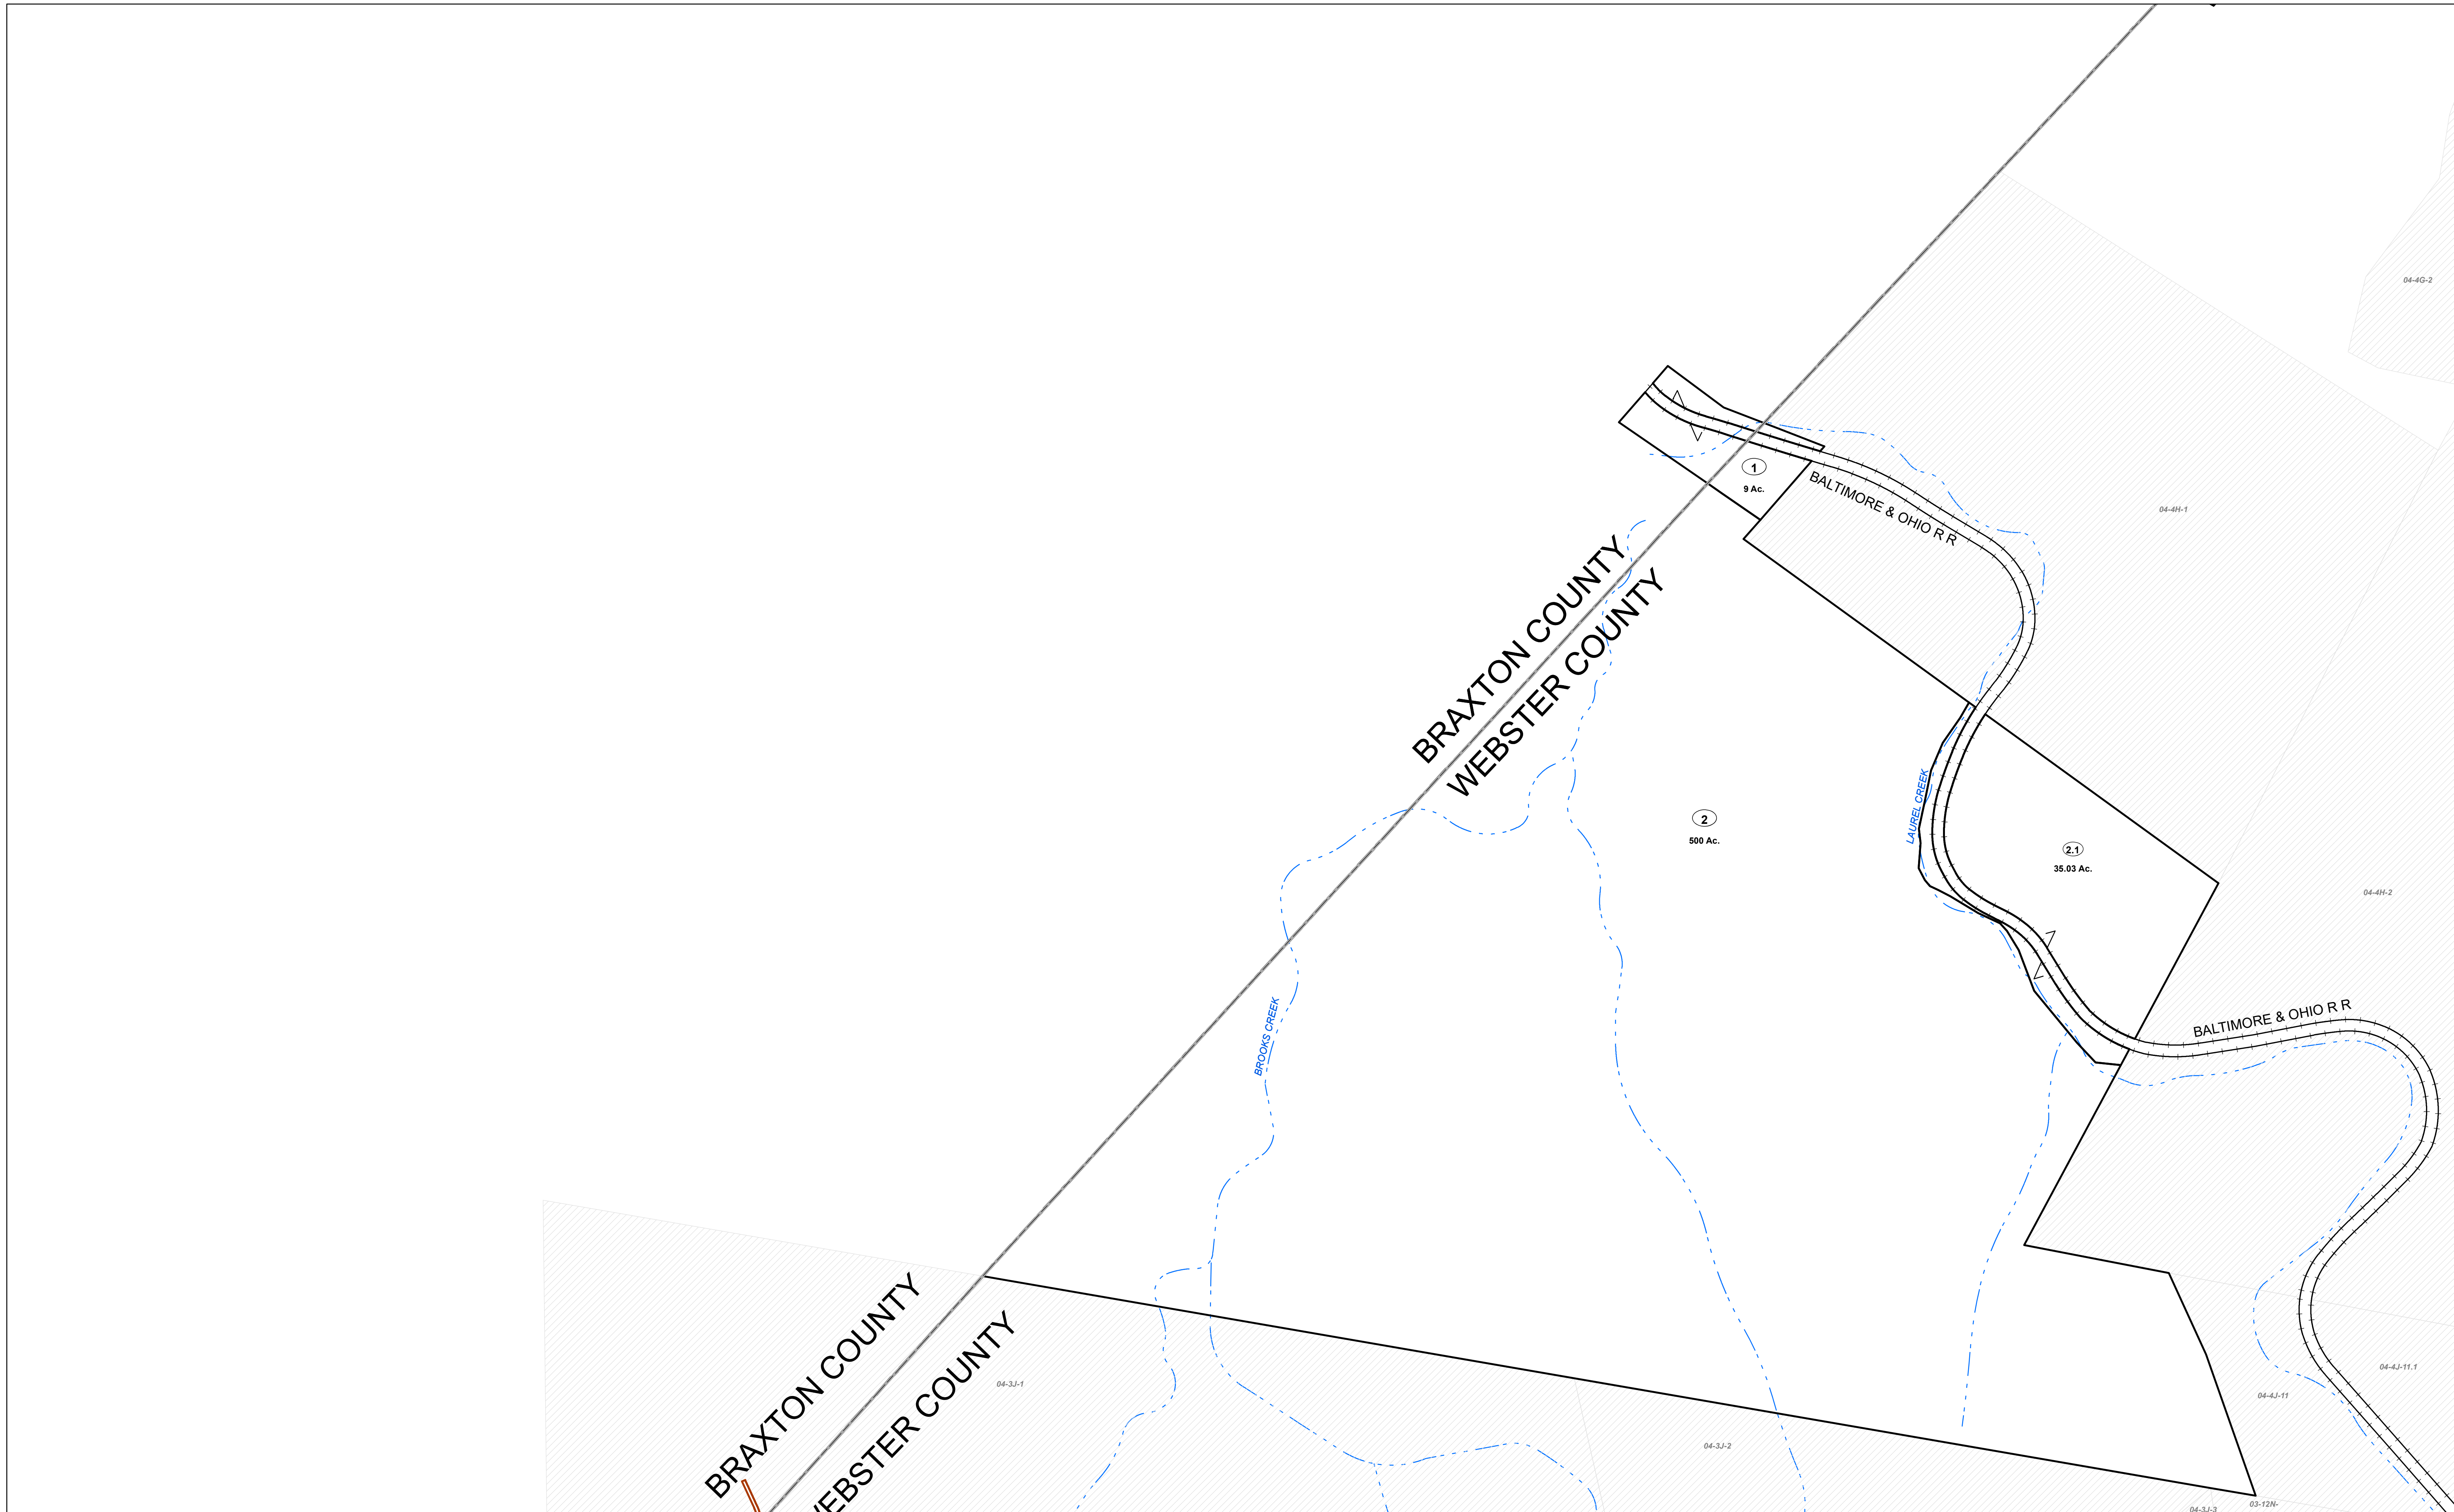 04-4G-2
1
9 Ac.
BALTIMORE & OHIO R R
04-4H-1
BRAXTON COUNTY
WEBSTER COUNTY
2
500 Ac.
LAUREL CREEK
2.1
35.03 Ac.
04-4H-2
BROOKS CREEK
BALTIMORE & OHIO R R
BRAXTON COUNTY
WEBSTER COUNTY
04-3J-1
04-4J-11.1
04-4J-11
04-3J-2
04-3J-3
03-12N-